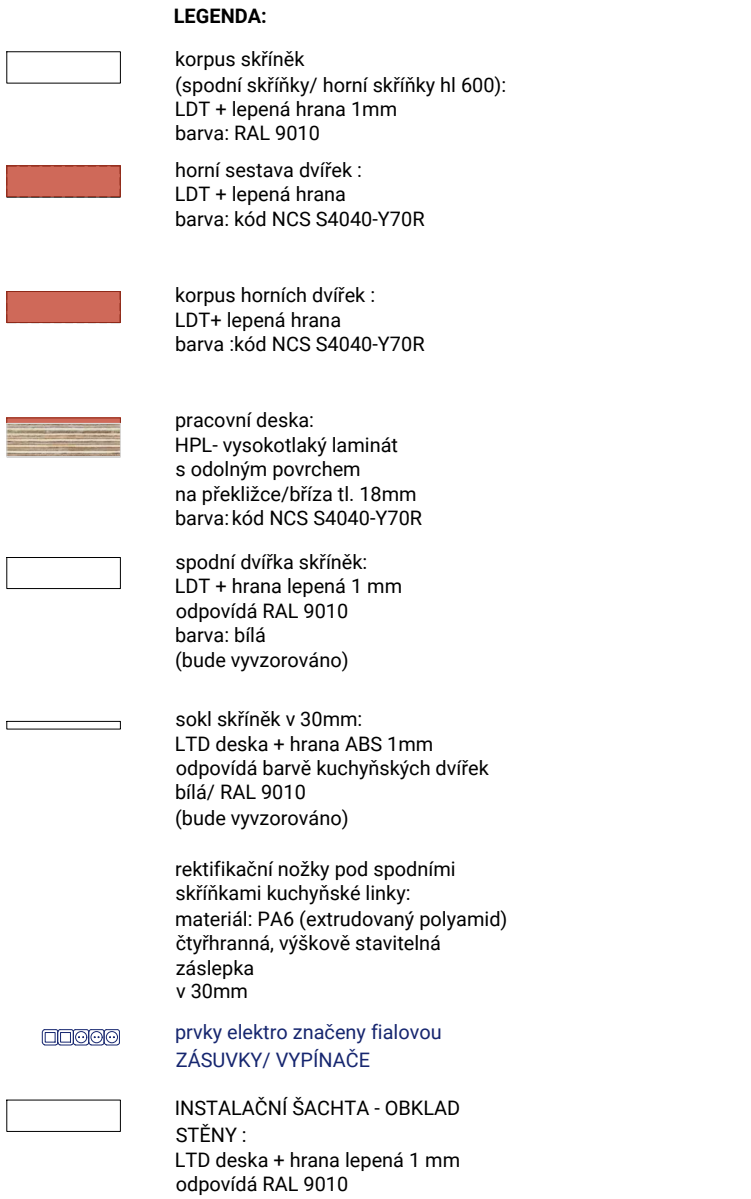 LEGENDA:
korpus skříněk
(spodní skříňky/ horní skříňky hl 600):
LDT + lepená hrana 1mm
barva: RAL 9010
horní sestava dvířek :
LDT + lepená hrana
barva: kód NCS S4040-Y70R
korpus horních dvířek :
LDT+ lepená hrana
barva :kód NCS S4040-Y70R
pracovní deska:
HPL- vysokotlaký laminát
s odolným povrchem
na překližce/bříza tl. 18mm
barva: kód NCS S4040-Y70R
spodní dvířka skříněk:
LDT + hrana lepená 1 mm
odpovídá RAL 9010
barva: bílá
(bude vyvzorováno)
sokl skříněk v 30mm:
LTD deska + hrana ABS 1mm
odpovídá barvě kuchyňských dvířek
bílá/ RAL 9010
(bude vyvzorováno)
rektifikační nožky pod spodními
skříňkami kuchyňské linky:
materiál: PA6 (extrudovaný polyamid)
čtyřhranná, výškově stavitelná
záslepka
v 30mm
prvky elektro značeny fialovou
ZÁSUVKY/ VYPÍNAČE
INSTALAČNÍ ŠACHTA - OBKLAD
STĚNY :
LTD deska + hrana lepená 1 mm
odpovídá RAL 9010